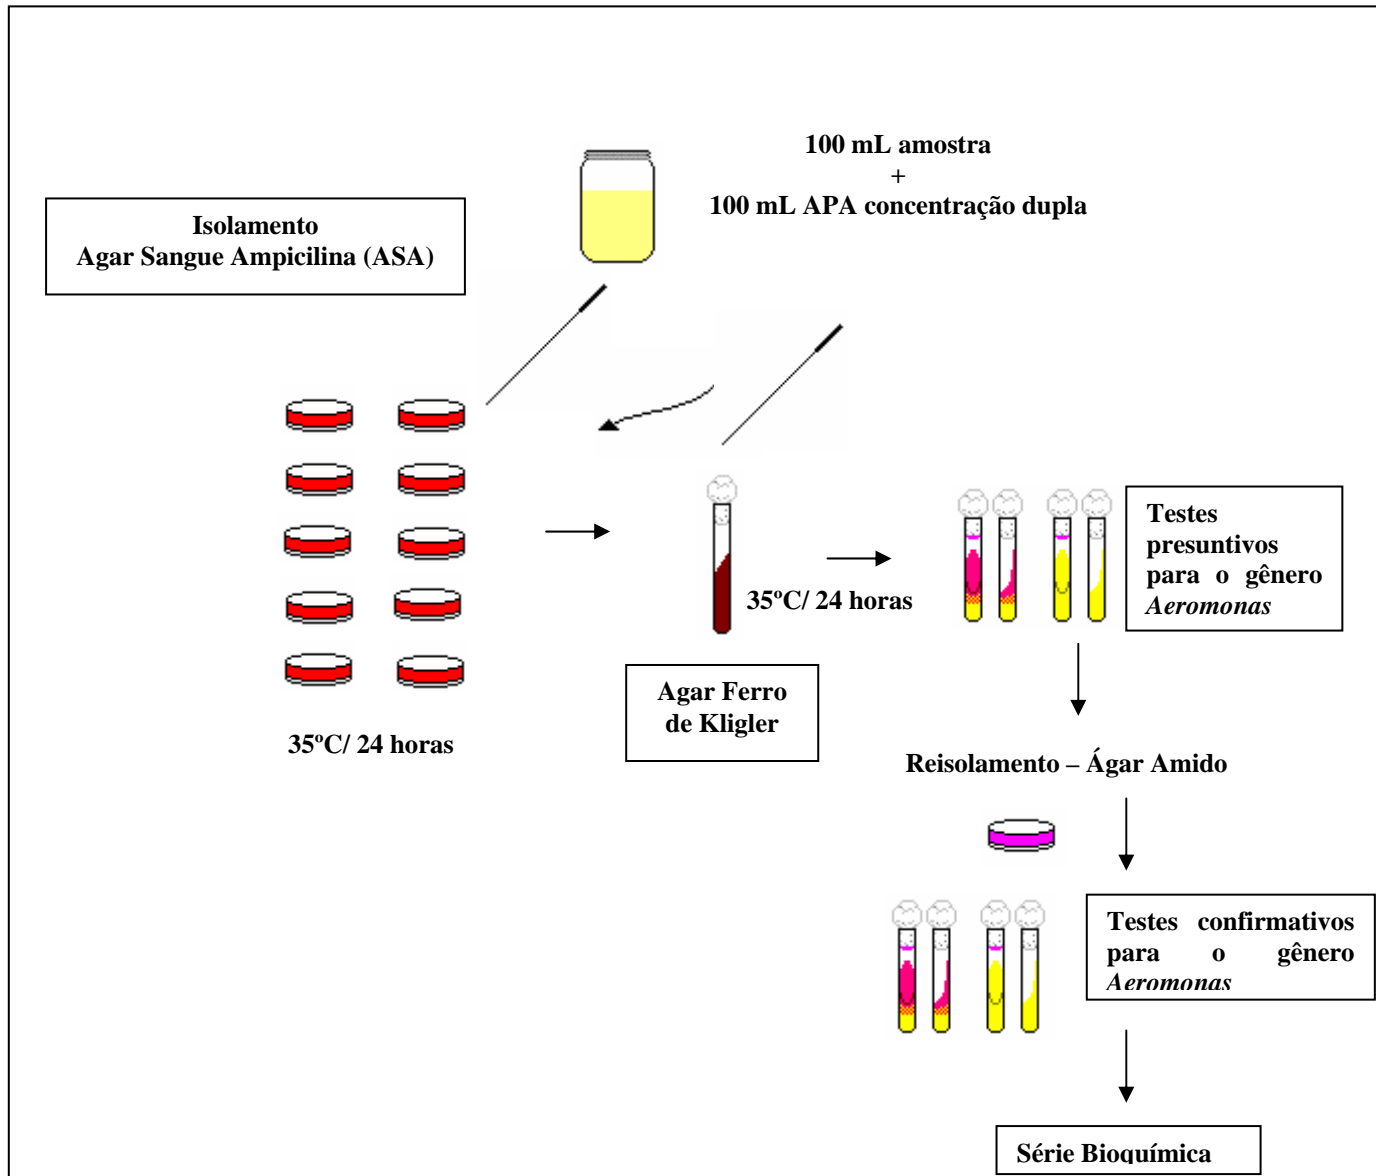 100 mL amostra
+
100 mL APA concentração dupla
Isolamento
Agar Sangue Ampicilina (ASA)
35ºC/ 24 horas
Agar Ferro
de Kligler
35ºC/ 24 horas
Testes
presuntivos
para o gênero
Aeromonas
Reisolamento – Ágar Amido
Testes confirmativos
para o gênero
Aeromonas
Série Bioquímica